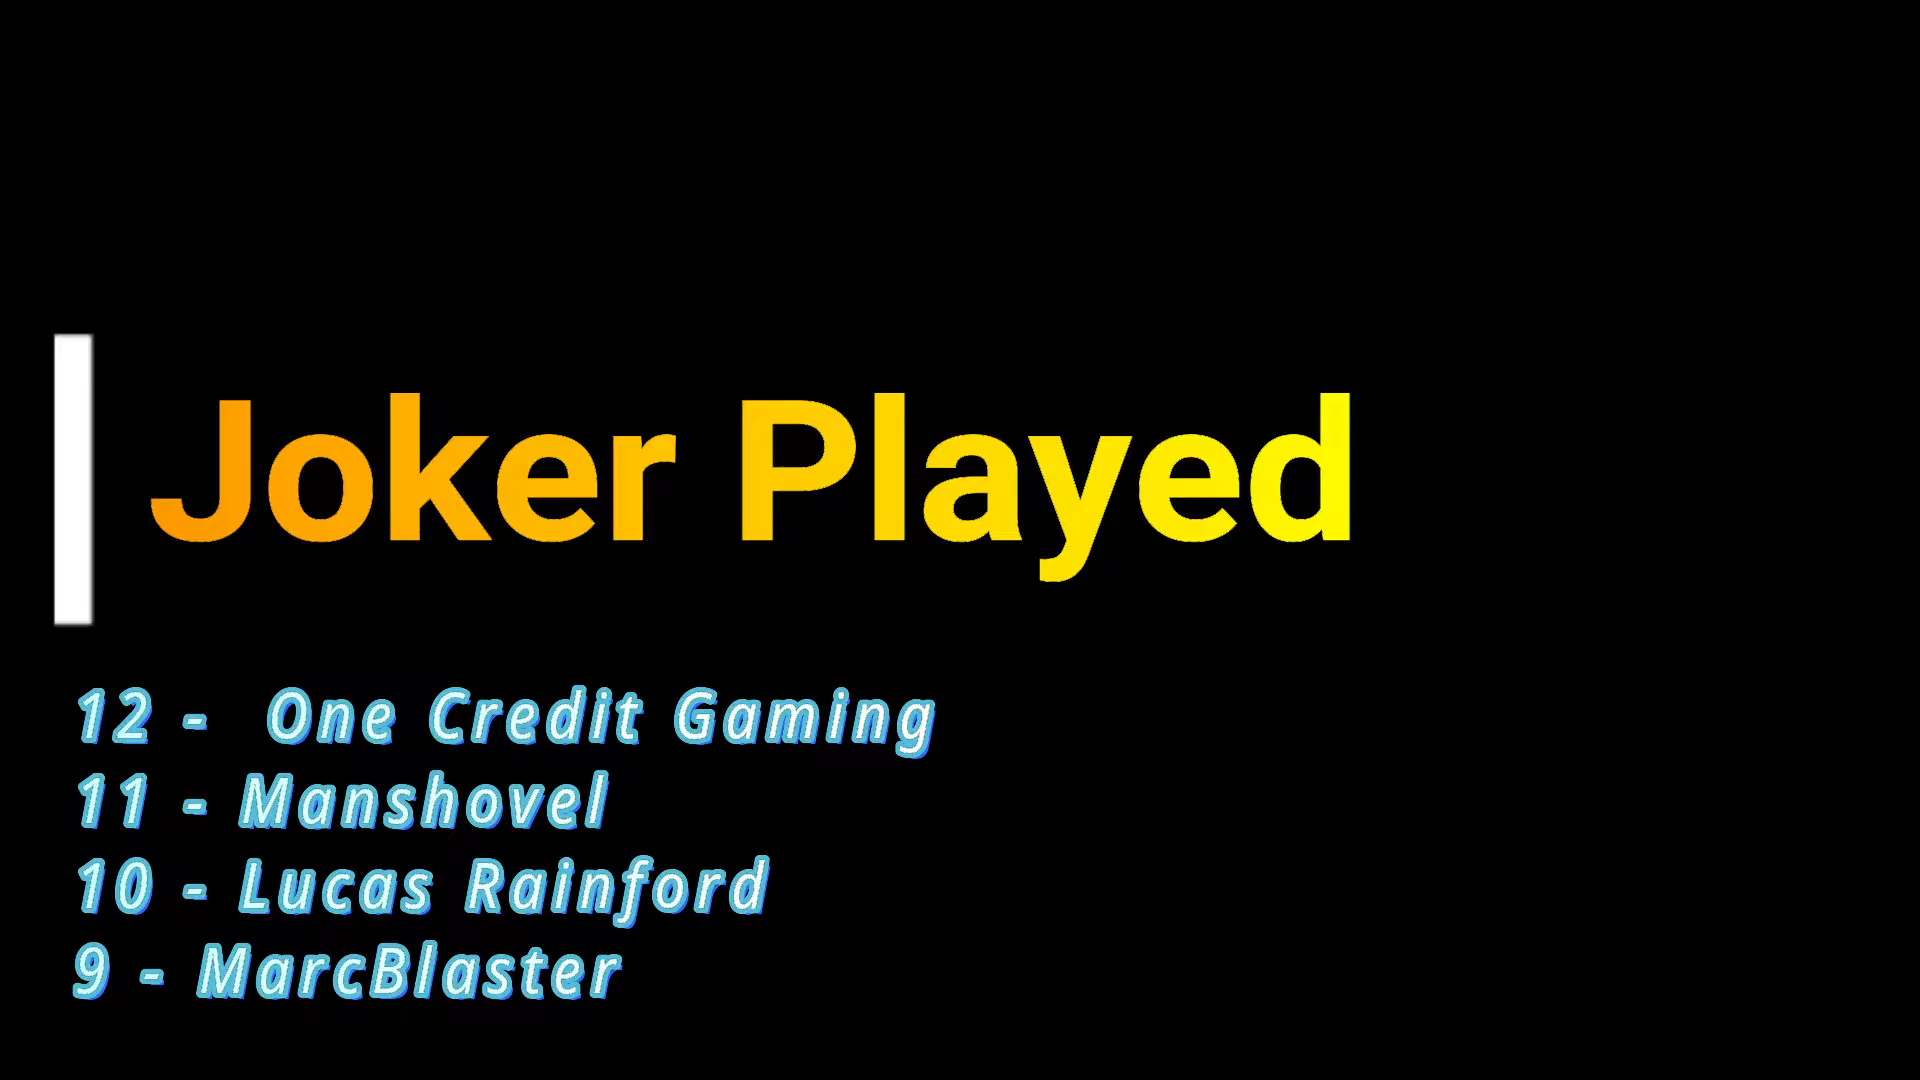 Joker Played
12 - One Credit Gaming
11 - Manshovel
10 - Lucas Rainford
9 - MarcBlaster